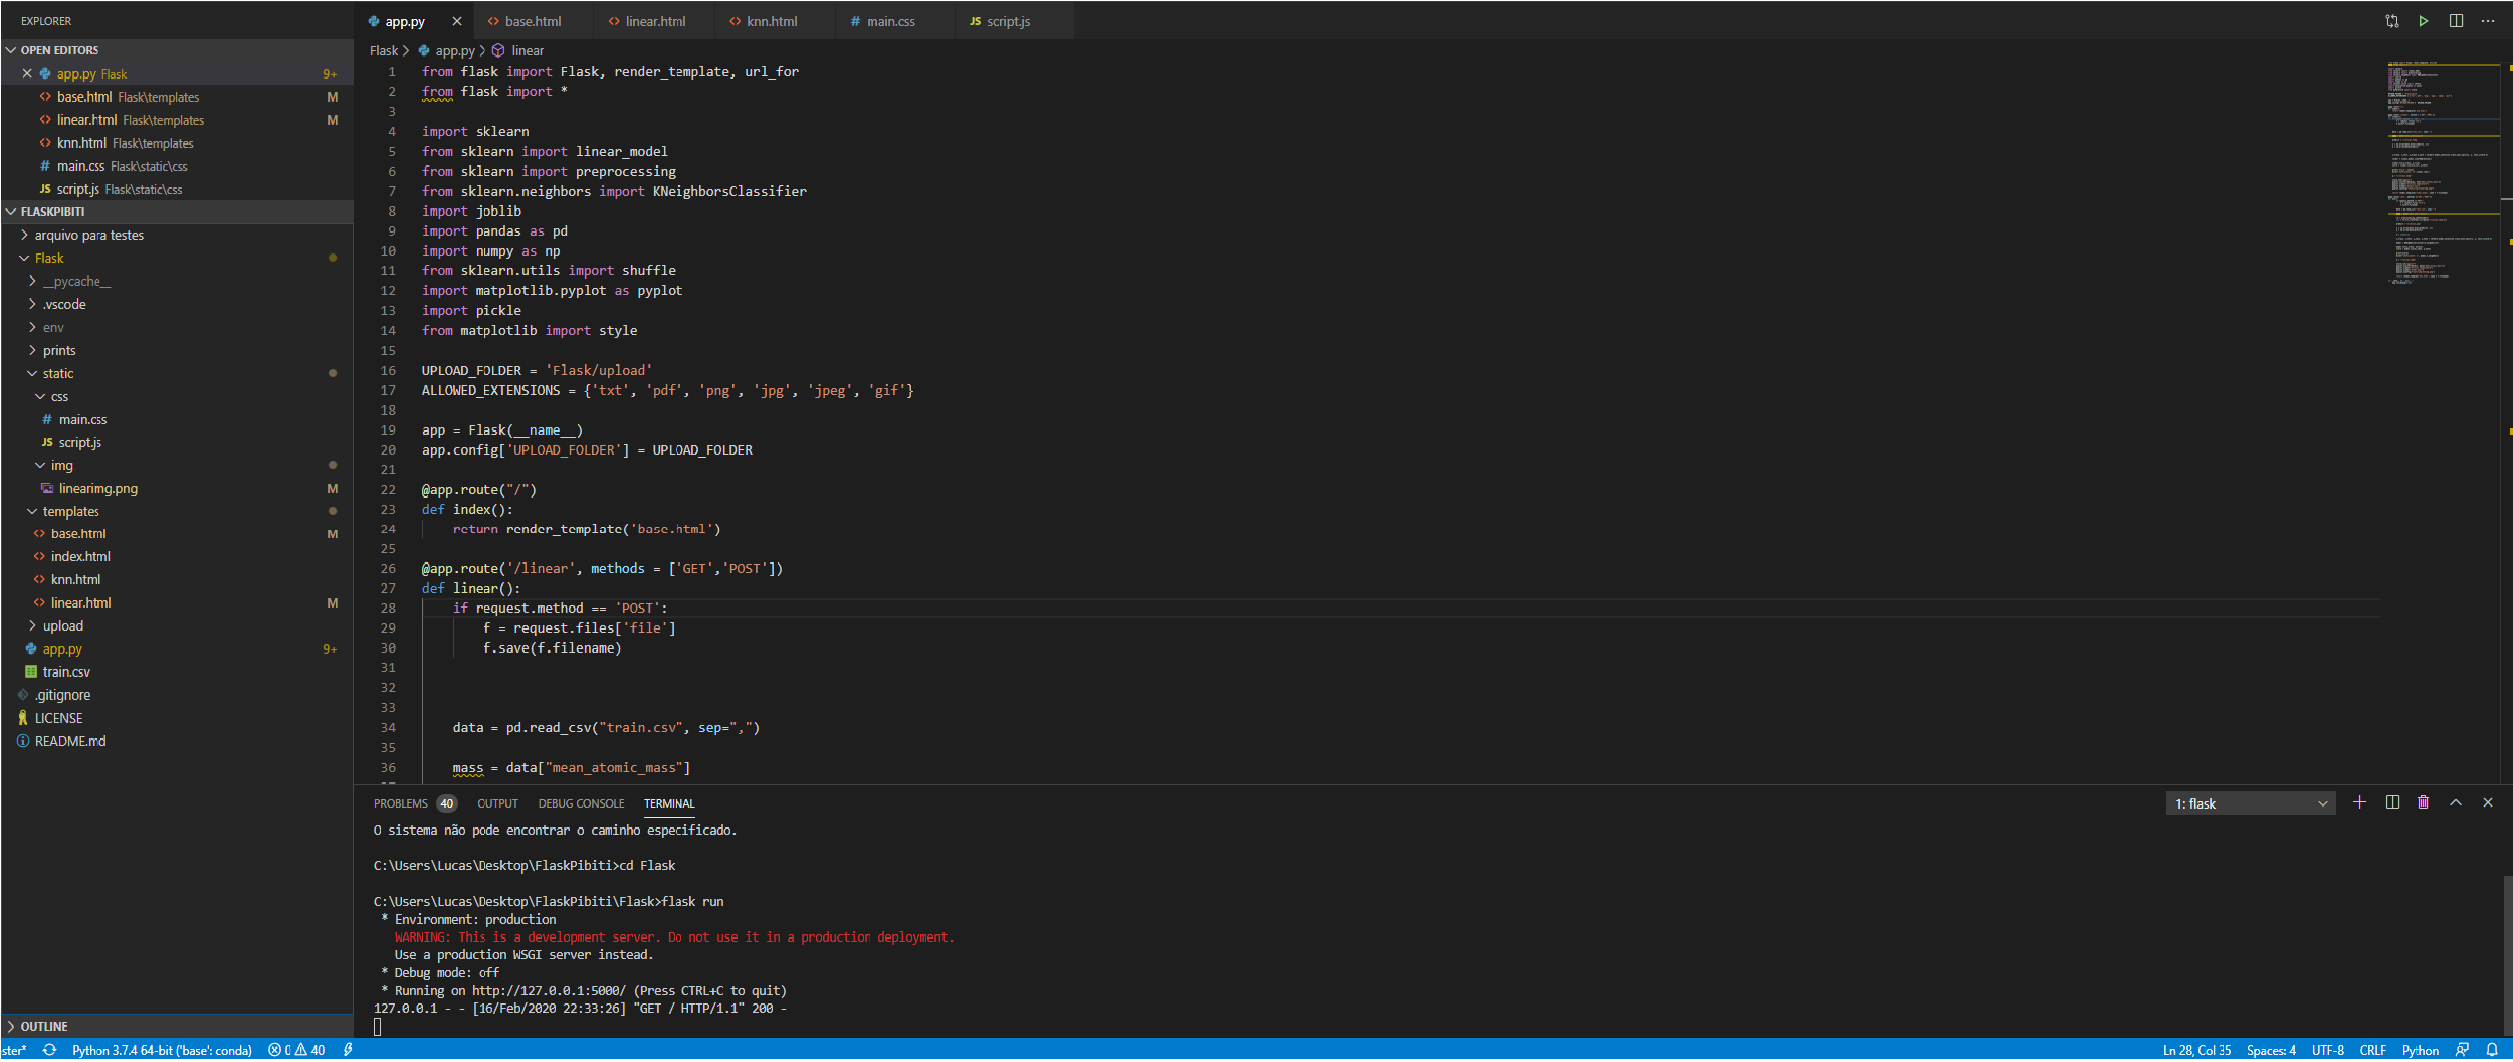 EXPLORER
OPEN EDITORS
app.py Flask 9+
base.html Flask\templates M
linear.html Flask\templates M
knn.html Flask\templates
main.css Flask\static\css
script.js Flask\static\css
FLASKPIBITI
arquivo para testes
Flask
__pycache__
.vscode
env
prints
static
css
main.css
script.js
img
linearimg.png M
templates
base.html M
index.html
knn.html
linear.html M
upload
app.py 9+
train.csv
.gitignore
LICENSE
README.md
OUTLINE
app.py base.html linear.html knn.html main.css script.js
Flask > app.py > linear
1 from flask import Flask, render_template, url_for
2 from flask import *
3
4 import sklearn
5 from sklearn import linear_model
6 from sklearn import preprocessing
7 from sklearn.neighbors import KNeighborsClassifier
8 import joblib
9 import pandas as pd
10 import numpy as np
11 from sklearn.utils import shuffle
12 import matplotlib.pyplot as pyplot
13 import pickle
14 from matplotlib import style
15
16 UPLOAD_FOLDER = 'Flask/upload'
17 ALLOWED_EXTENSIONS = {'txt', 'pdf', 'png', 'jpg', 'jpeg', 'gif'}
18
19 app = Flask(__name__)
20 app.config['UPLOAD_FOLDER'] = UPLOAD_FOLDER
21
22 @app.route("/")
23 def index():
24 return render_template('base.html')
25
26 @app.route('/linear', methods = ['GET','POST'])
27 def linear():
28 if request.method == 'POST':
29 f = request.files['file']
30 f.save(f.filename)
31
32
33
34 data = pd.read_csv("train.csv", sep=",")
35
36 mass = data["mean_atomic_mass"]
PROBLEMS 40 OUTPUT DEBUG CONSOLE TERMINAL 1: flask
O sistema não pode encontrar o caminho especificado.
C:\Users\Lucas\Desktop\FlaskPibiti>cd Flask
C:\Users\Lucas\Desktop\FlaskPibiti\Flask>flask run
* Environment: production
WARNING: This is a development server. Do not use it in a production deployment.
Use a production WSGI server instead.
* Debug mode: off
* Running on http://127.0.0.1:5000/ (Press CTRL+C to quit)
127.0.0.1 - - [16/Feb/2020 22:33:26] "GET / HTTP/1.1" 200 -
ster* Python 3.7.4 64-bit ('base': conda) 0 40 Ln 28, Col 35 Spaces: 4 UTF-8 CRLF Python